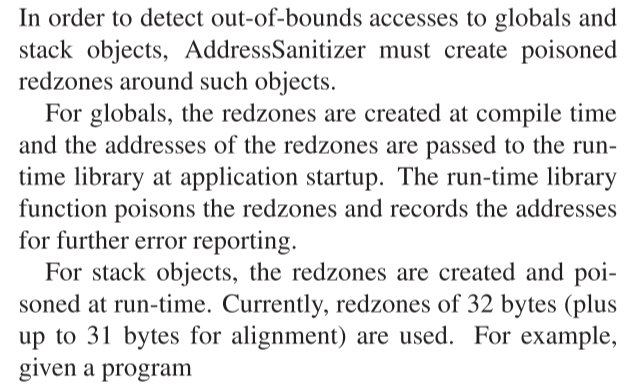 In order to detect out-of-bounds accesses to globals and
stack objects, AddressSanitizer must create poisoned
redzones around such objects.
For globals, the redzones are created at compile time
and the addresses of the redzones are passed to the run-
time library at application startup. The run-time library
function poisons the redzones and records the addresses
for further error reporting.
For stack objects, the redzones are created and poi-
soned at run-time. Currently, redzones of 32 bytes (plus
up to 31 bytes for alignment) are used. For example,
given a program